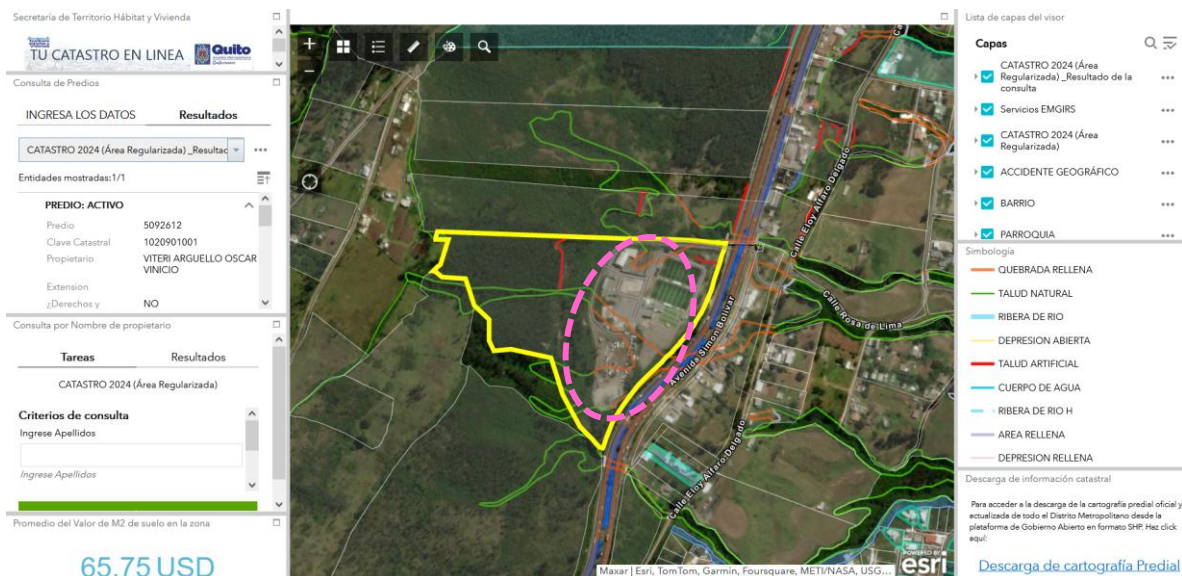 Secretaría de Territorio Hábitat y Vivienda
TU CATASTRO EN LINEA
Quito
Consulta de Predios
INGRESA LOS DATOS
Resultados
CATASTRO 2024 (Área Regularizada) _Resultac
Entidades mostradas:1/1
PREDIO: ACTIVO
Predio 5092612
Clave Catastral 1020901001
Propietario VITERI ARGUELLO OSCAR
VINICIO
Extension
¿Derechos y NO
Consulta por Nombre de propietario
Tareas
Resultados
CATASTRO 2024 (Área Regularizada)
Criterios de consulta
Ingrese Apellidos
Ingrese Apellidos
Promedio del Valor de M2 de suelo en la zona
65.75 USD
Calle Eloy Alfaro Delgado
Calle Rosa de Lima
Avenida Simon Bolivar
Calle Eloy Alfaro Delgado
Maxar | Esri, TomTom, Garmin, Foursquare, METI/NASA, USG...
POWERED BY
esri
Lista de capas del visor
Capas
CATASTRO 2024 (Área
Regularizada) _Resultado de la
consulta
Servicios EMGIRS
CATASTRO 2024 (Área
Regularizada)
ACCIDENTE GEOGRÁFICO
BARRIO
PARROQUIA
Simbología
QUEBRADA RELLENA
TALUD NATURAL
RIBERA DE RIO
DEPRESION ABIERTA
TALUD ARTIFICIAL
CUERPO DE AGUA
RIBERA DE RIO H
AREA RELLENA
DEPRESION RELLENA
Descarga de información catastral
Para acceder a la descarga de la cartografía predial oficial y
actualizada de todo el Distrito Metropolitano desde la
plataforma de Gobierno Abierto en formato SHP. Haz click
aquí:
Descarga de cartografía Predial